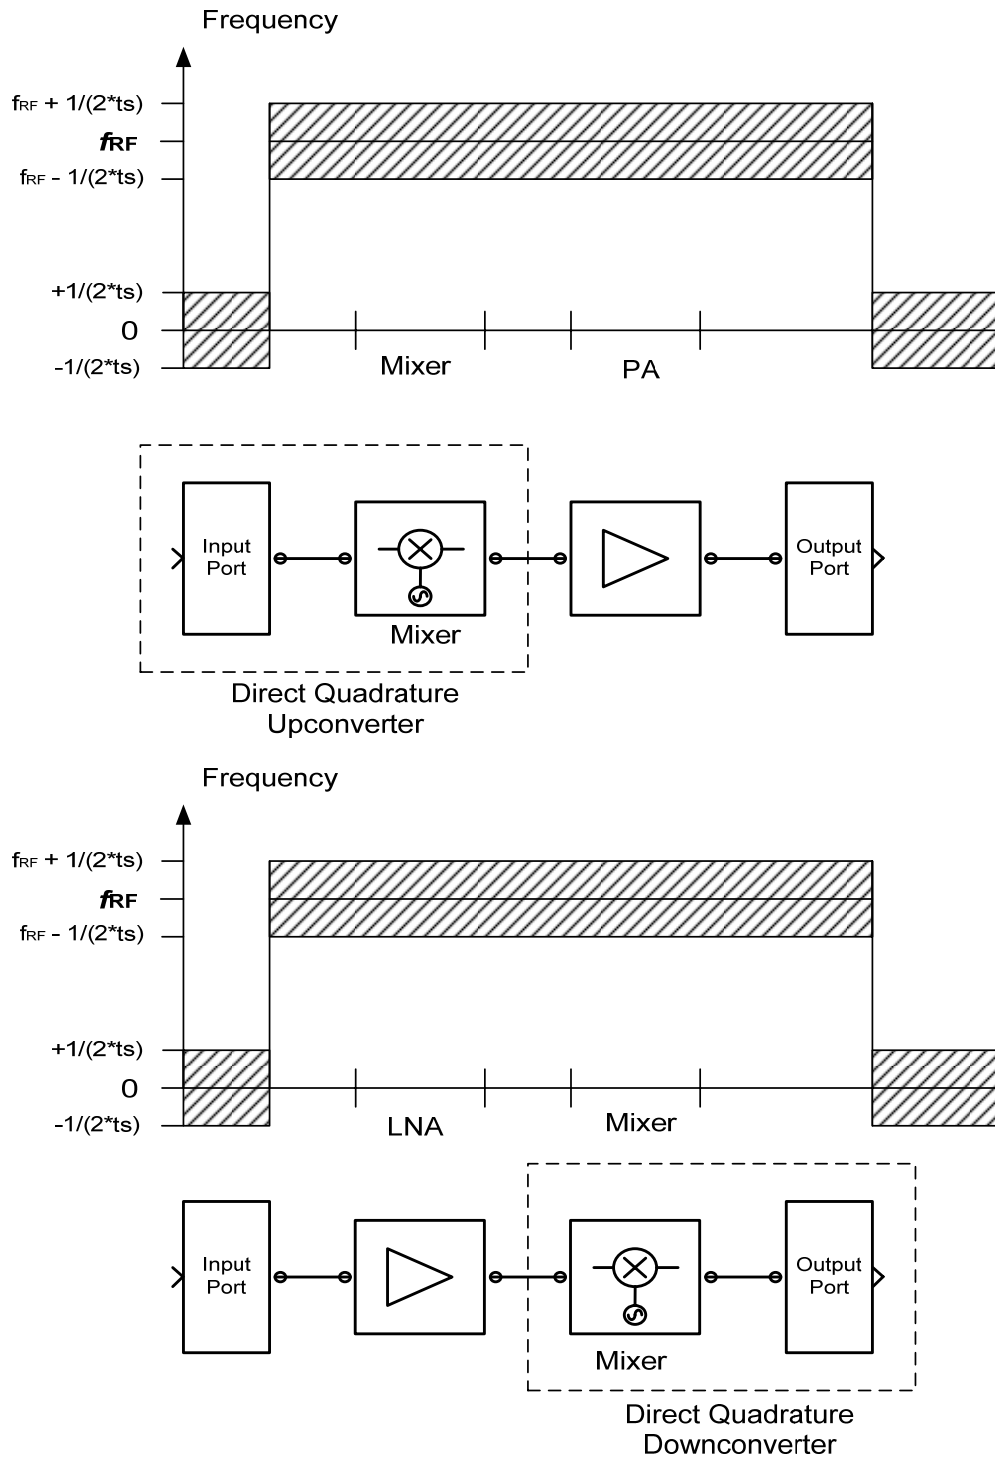 Frequency
fRF + 1/(2*ts)
fRF
fRF - 1/(2*ts)
+1/(2*ts)
0
-1/(2*ts)
Mixer
PA
Input
Port
Mixer
Output
Port
Direct Quadrature
Upconverter
Frequency
fRF + 1/(2*ts)
fRF
fRF - 1/(2*ts)
+1/(2*ts)
0
-1/(2*ts)
LNA
Mixer
Input
Port
Mixer
Output
Port
Direct Quadrature
Downconverter